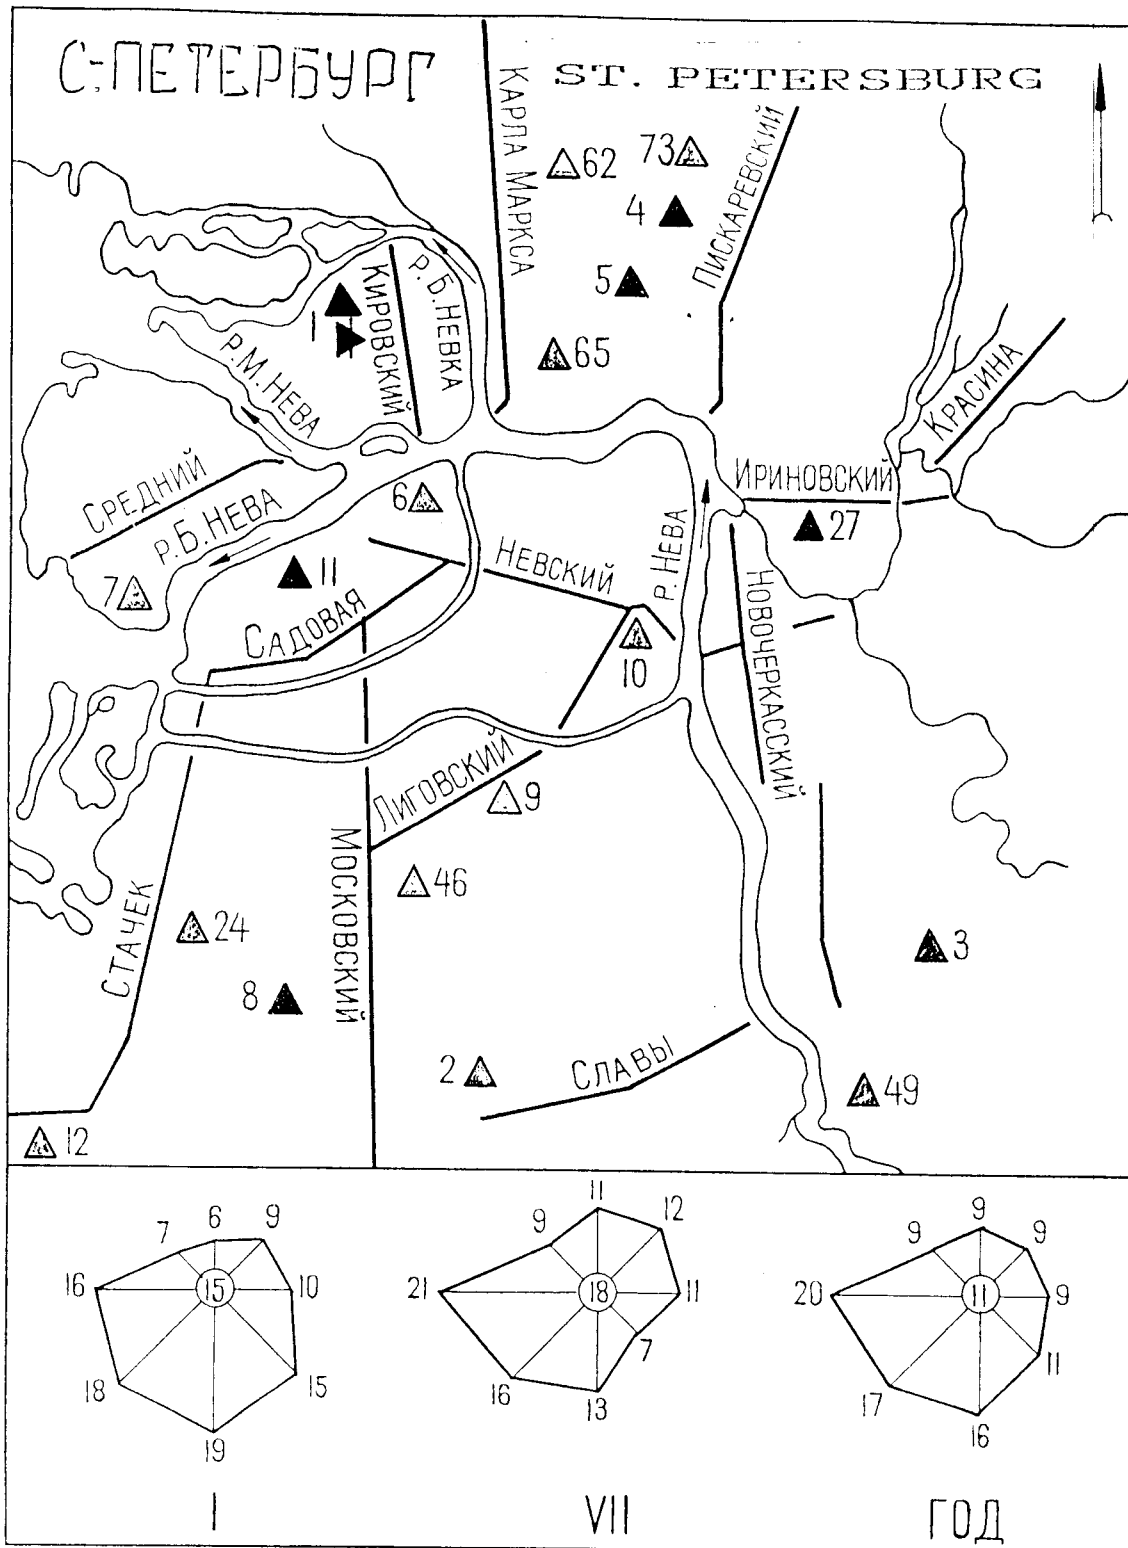 С-ПЕТЕРБУРГ
ST. PETERSBURG
КАРЛА МАРКСА
ПИСКАРЕВСКИЙ
62
73
4
5
65
1
КИРОВСКИЙ
Р.Б.НЕВКА
Р.М.НЕВА
КРАСИНА
СРЕДНИЙ
Р.Б.НЕВА
6
ИРИНОВСКИЙ
27
7
11
НЕВСКИЙ
Р.НЕВА
САДОВАЯ
НОВОЧЕРКАССКИЙ
10
ЛИГОВСКИЙ
9
МОСКОВСКИЙ
46
СТАЧЕК
24
8
3
2
СЛАВЫ
49
12
7
6
9
16
15
10
18
15
19
I
11
9
12
21
18
11
7
16
13
VII
9
9
9
20
11
9
11
17
16
ГОД